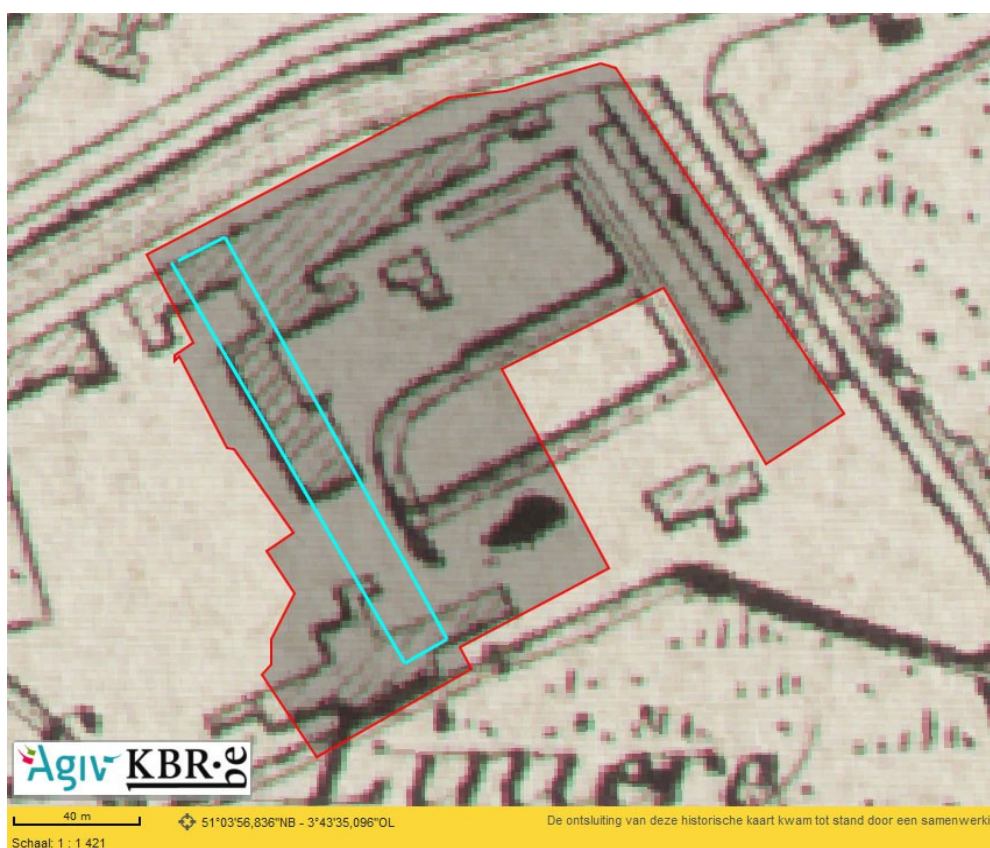 Liniere
Agiv KBR.be
40 m
51°03'56,836"NB - 3°43'35,096"OL
De ontsluiting van deze historische kaart kwam tot stand door een samenwerki
Schaal: 1 : 1 421